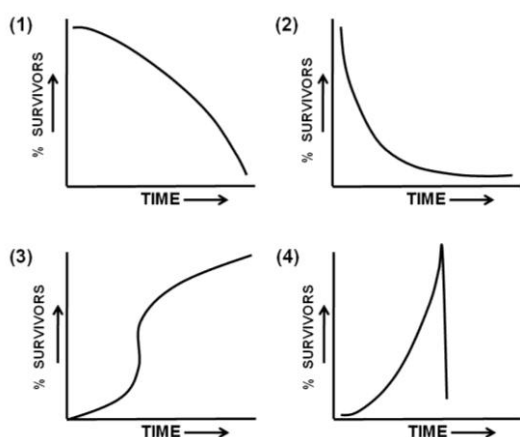 (1)
% SURVIVORS
TIME
(2)
% SURVIVORS
TIME
(3)
% SURVIVORS
TIME
(4)
% SURVIVORS
TIME